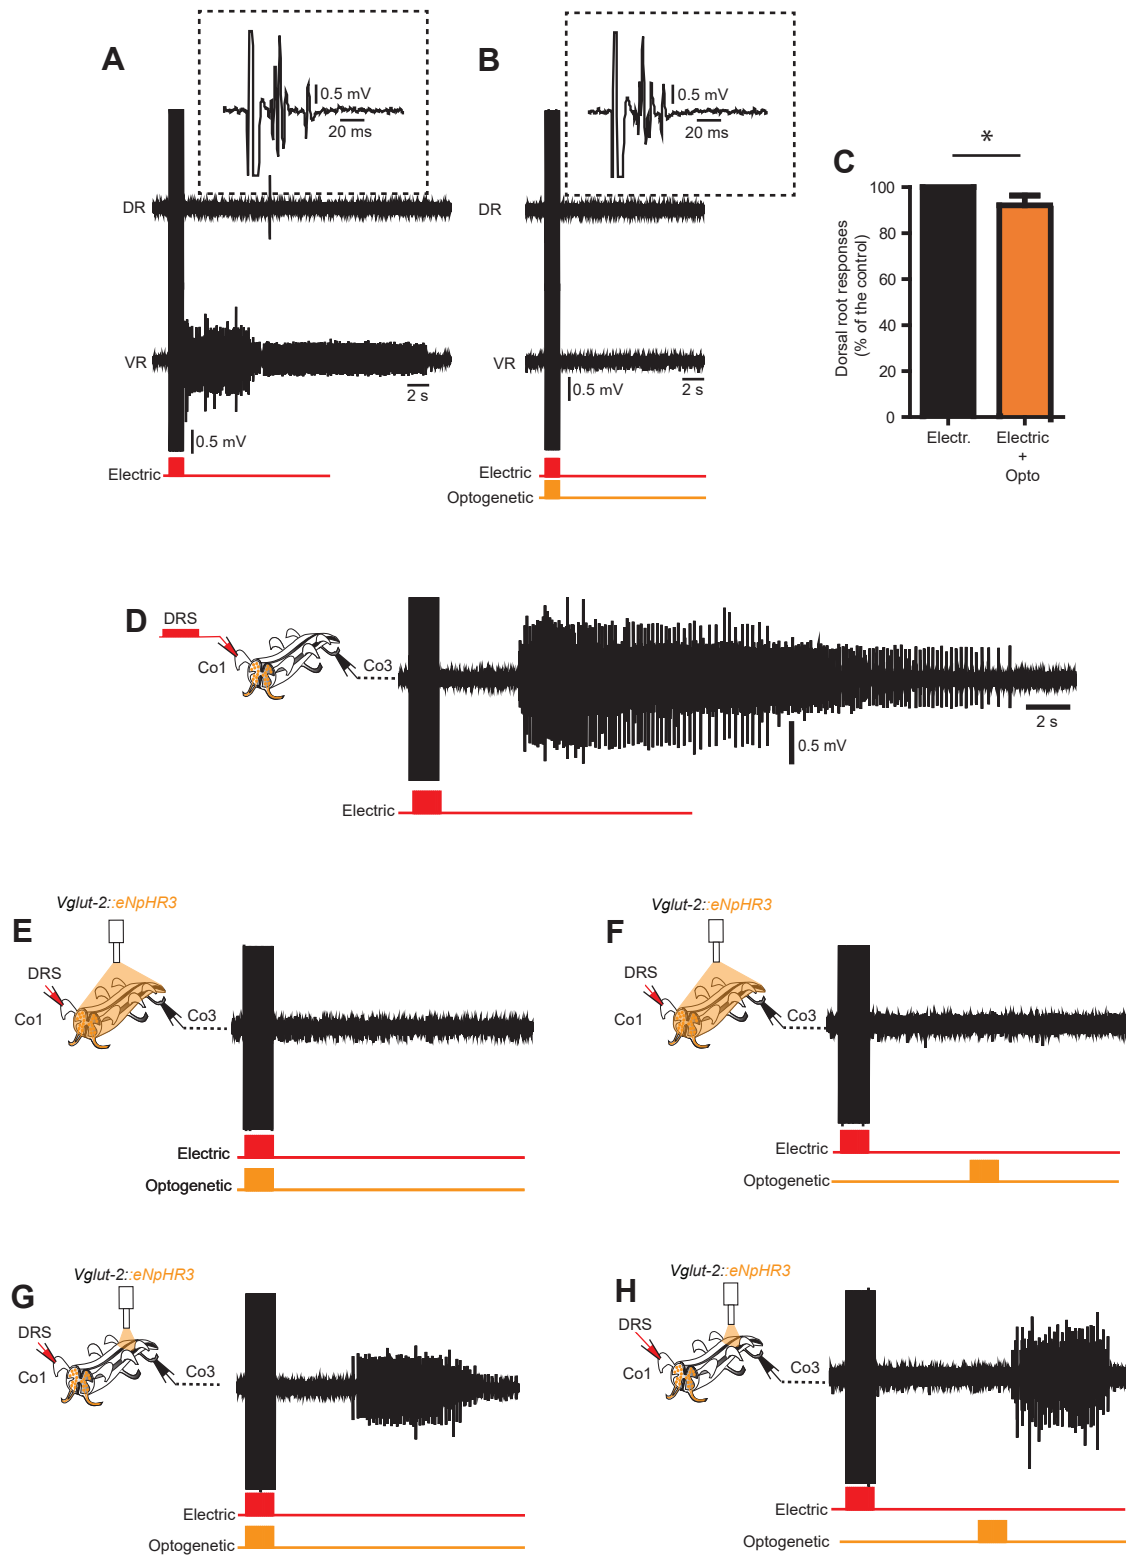 A
0.5 mV
20 ms
DR
VR
2 s
0.5 mV
Electric
B
0.5 mV
20 ms
DR
VR
0.5 mV
2 s
Electric
Optogenetic
C
*
Dorsal root responses
(% of the control)
100
80
60
40
20
0
Electr.
Electric
+
Opto
D
DRS
Co1
Co3
2 s
0.5 mV
Electric
E
Vglut-2::eNpHR3
DRS
Co1
Co3
Electric
Optogenetic
F
Vglut-2::eNpHR3
DRS
Co1
Co3
Electric
Optogenetic
G
Vglut-2::eNpHR3
DRS
Co1
Co3
Electric
Optogenetic
H
Vglut-2::eNpHR3
DRS
Co1
Co3
Electric
Optogenetic